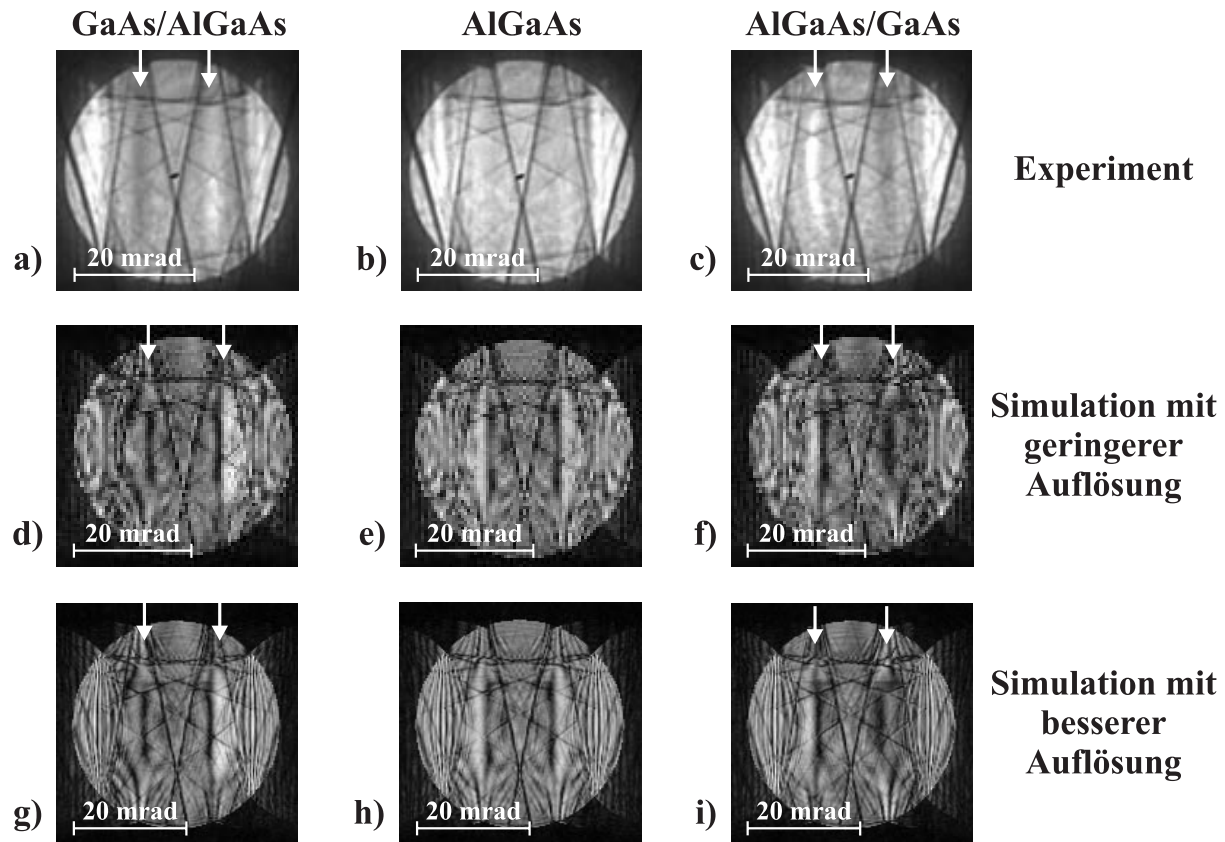 GaAs/AlGaAs
AlGaAs
AlGaAs/GaAs
a)
20 mrad
b)
20 mrad
c)
20 mrad
Experiment
d)
20 mrad
e)
20 mrad
f)
20 mrad
Simulation mit
geringerer
Auflösung
g)
20 mrad
h)
20 mrad
i)
20 mrad
Simulation mit
besserer
Auflösung